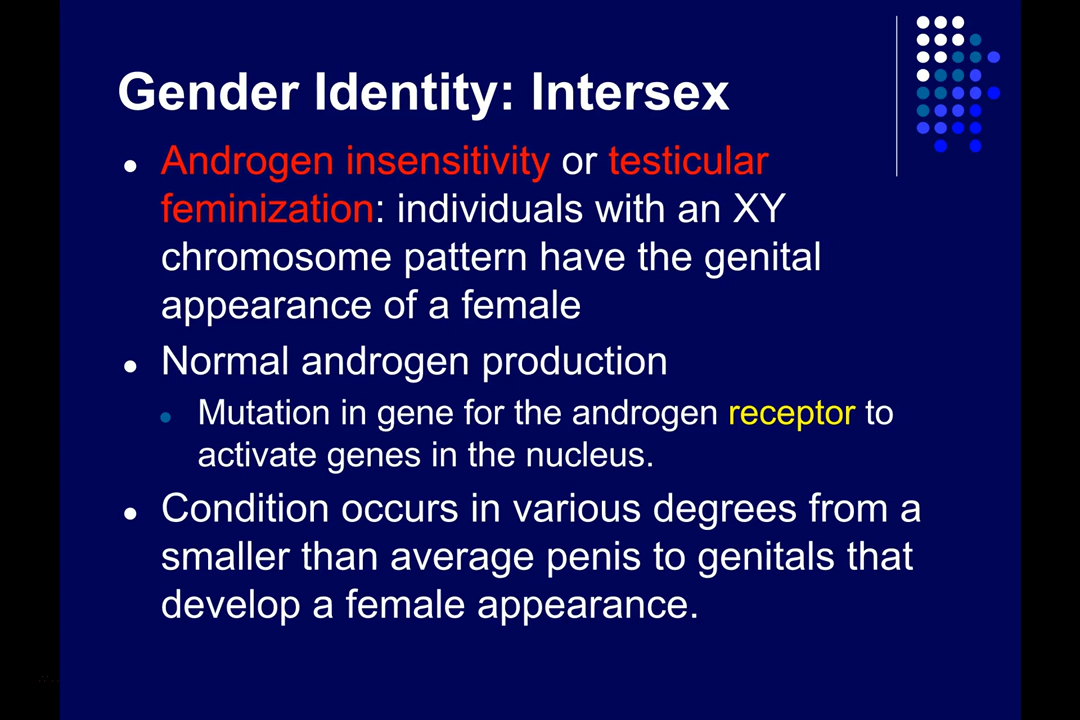 Gender Identity: Intersex
● Androgen insensitivity or testicular
feminization: individuals with an XY
chromosome pattern have the genital
appearance of a female
● Normal androgen production
● Mutation in gene for the androgen receptor to
activate genes in the nucleus.
● Condition occurs in various degrees from a
smaller than average penis to genitals that
develop a female appearance.